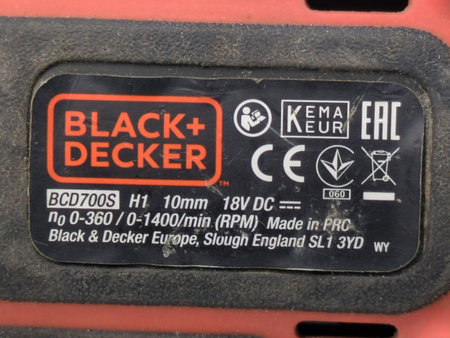 BLACK+
DECKER™
KEMA
EUR
EAC
CE
060
BCD700S H1 10mm 18V DC
n0 0-360 / 0-1400/min (RPM) Made in PRC
Black & Decker Europe, Slough England SL1 3YD WY